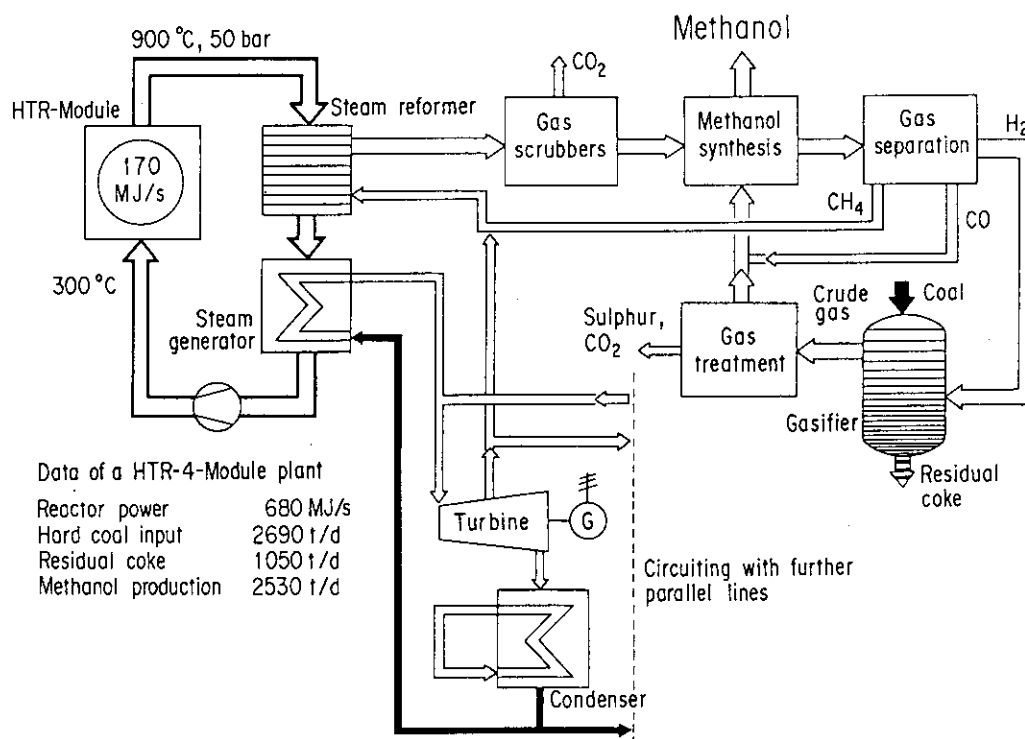 900 °C, 50 bar
HTR-Module
170
MJ/s
300 °C
Steam reformer
Steam
generator
CO₂
Gas
scrubbers
Methanol
Methanol
synthesis
Gas
separation
H₂
CH₄
CO
Crude
gas
Coal
Sulphur,
CO₂
Gas
treatment
Gasifier
Residual
coke
Turbine
G
Condenser
Circuiting with further
parallel lines
Data of a HTR-4-Module plant
Reactor power 680 MJ/s
Hard coal input 2690 t/d
Residual coke 1050 t/d
Methanol production 2530 t/d